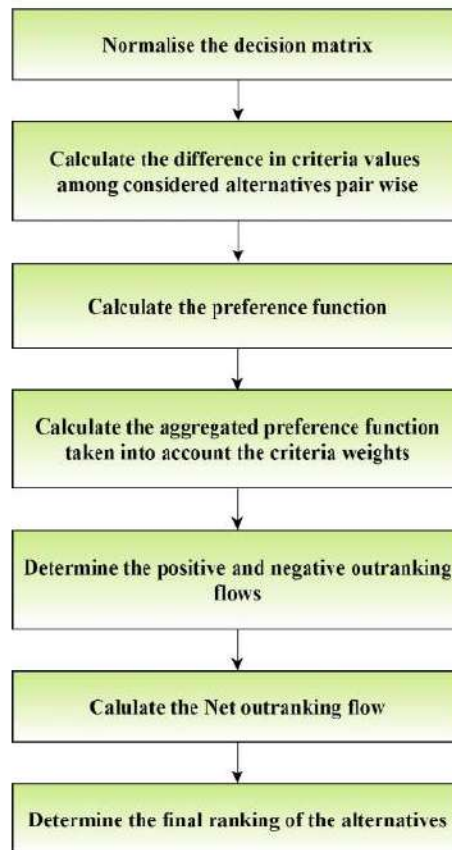 Normalise the decision matrix
Calculate the difference in criteria values
among considered alternatives pair wise
Calculate the preference function
Calculate the aggregated preference function
taken into account the criteria weights
Determine the positive and negative outranking
flows
Calulate the Net outranking flow
Determine the final ranking of the alternatives